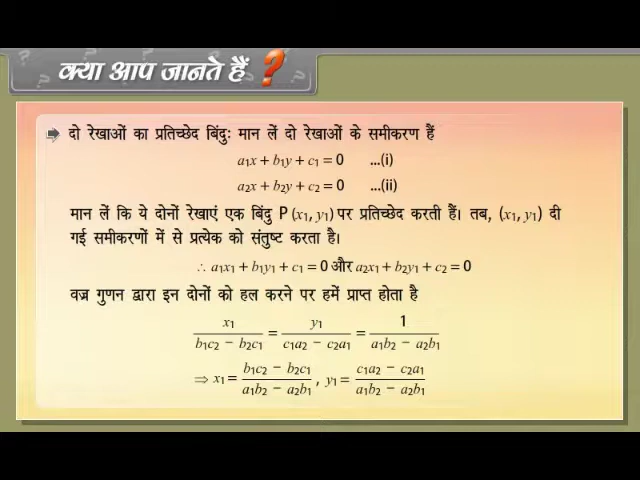 क्या आप जानते हैं ?
दो रेखाओं का प्रतिच्छेद बिंदुः मान लें दो रेखाओं के समीकरण हैं
a₁x + b₁y + c₁ = 0 ...(i)
a₂x + b₂y + c₂ = 0 ...(ii)
मान लें कि ये दोनों रेखाएं एक बिंदु P (x₁, y₁) पर प्रतिच्छेद करती हैं। तब, (x₁, y₁) दी
गई समीकरणों में से प्रत्येक को संतुष्ट करता है।
∴ a₁x₁ + b₁y₁ + c₁ = 0 और a₂x₁ + b₂y₁ + c₂ = 0
वज्र गुणन द्वारा इन दोनों को हल करने पर हमें प्राप्त होता है
x₁/(b₁c₂ − b₂c₁) = y₁/(c₁a₂ − c₂a₁) = 1/(a₁b₂ − a₂b₁)
⇒ x₁ = (b₁c₂ − b₂c₁)/(a₁b₂ − a₂b₁) , y₁ = (c₁a₂ − c₂a₁)/(a₁b₂ − a₂b₁)